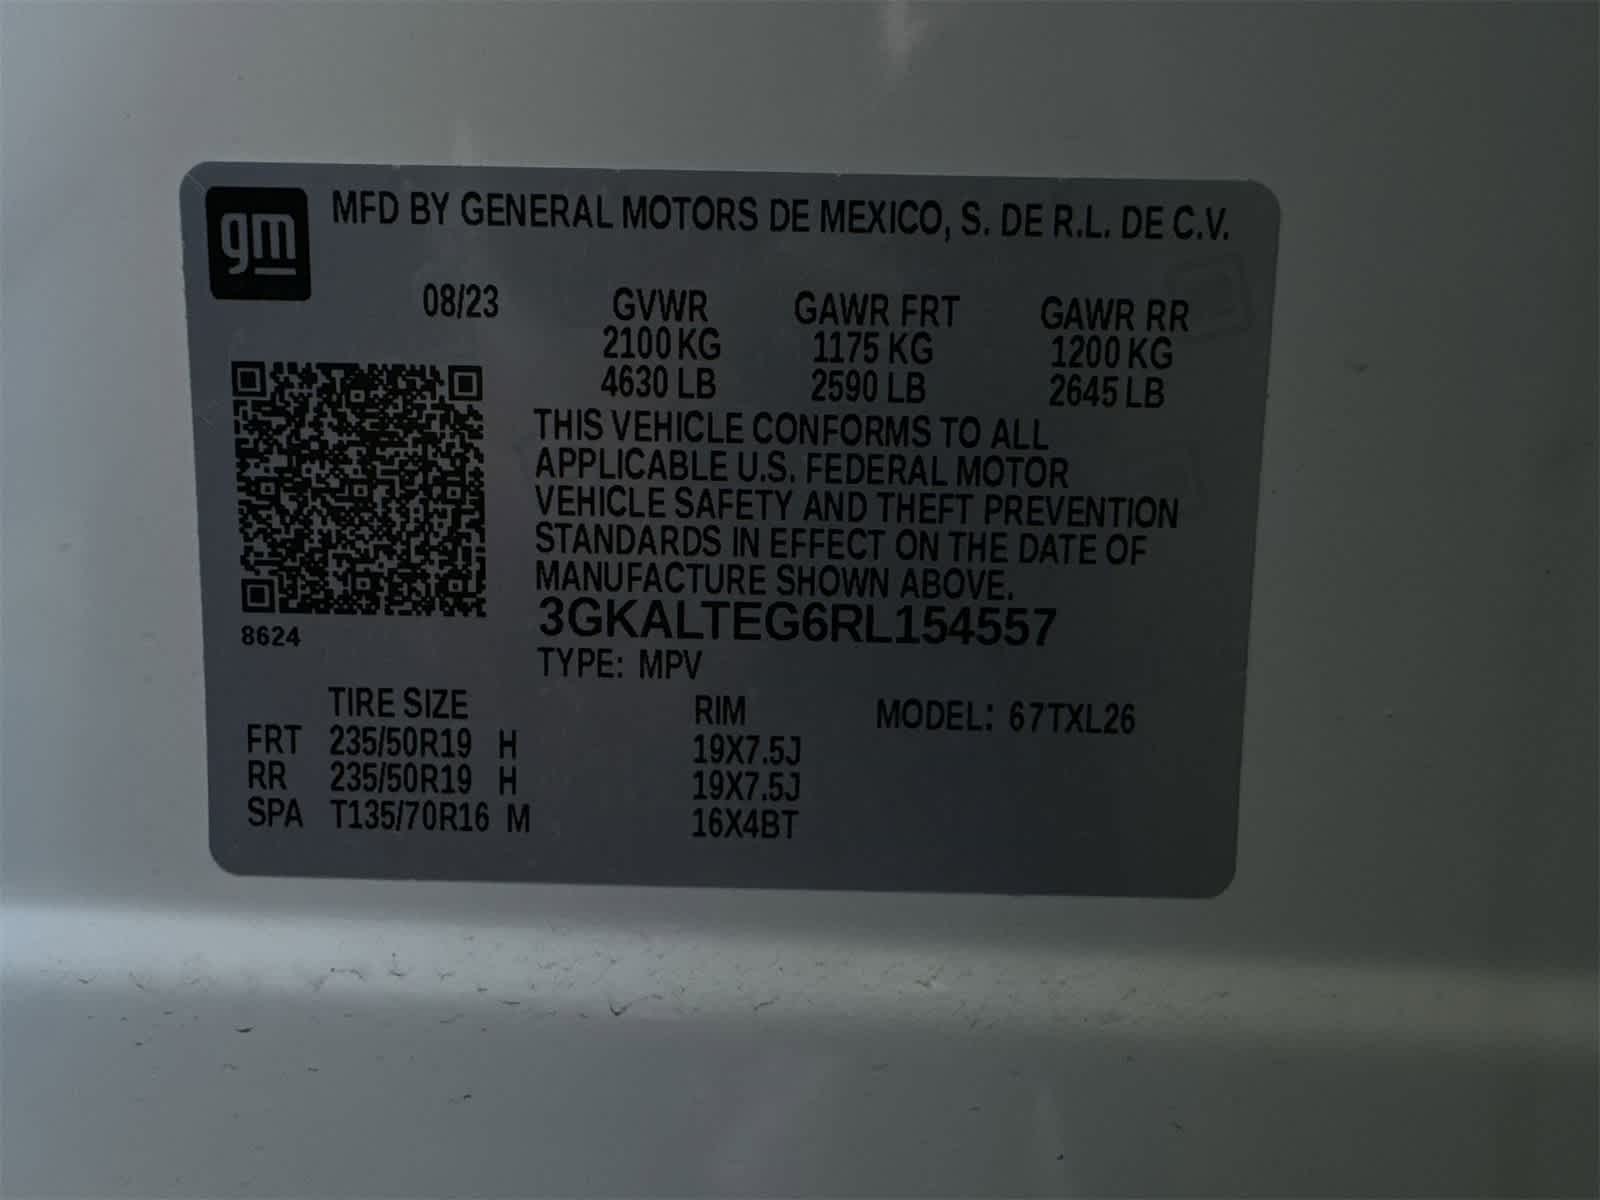 gm MFD BY GENERAL MOTORS DE MEXICO, S. DE R.L. DE C.V.
08/23 GVWR GAWR FRT GAWR RR
2100 KG 1175 KG 1200 KG
4630 LB 2590 LB 2645 LB
THIS VEHICLE CONFORMS TO ALL
APPLICABLE U.S. FEDERAL MOTOR
VEHICLE SAFETY AND THEFT PREVENTION
STANDARDS IN EFFECT ON THE DATE OF
MANUFACTURE SHOWN ABOVE.
3GKALTEG6RL154557
8624
TYPE: MPV
TIRE SIZE RIM MODEL: 67TXL26
FRT 235/50R19 H 19X7.5J
RR 235/50R19 H 19X7.5J
SPA T135/70R16 M 16X4BT